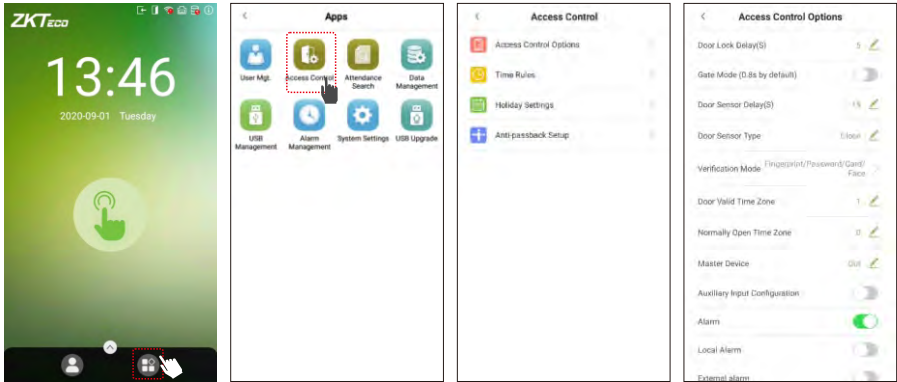 ZKTeco
13:46
2020-09-01 Tuesday
Apps
User Mgt.
Access Control
Attendance
Search
Data
Management
USB
Management
Alarm
Management
System Settings
USB Upgrade
Access Control
Access Control Options
Time Rules
Holiday Settings
Anti-passback Setup
Access Control Options
Door Lock Delay(S) 5
Gate Mode (0.8s by default)
Door Sensor Delay(S) 15
Door Sensor Type Close
Verification Mode Fingerprint/Password/Card/
Face
Door Valid Time Zone 1
Normally Open Time Zone 0
Master Device Out
Auxiliary Input Configuration
Alarm
Local Alarm
External alarm